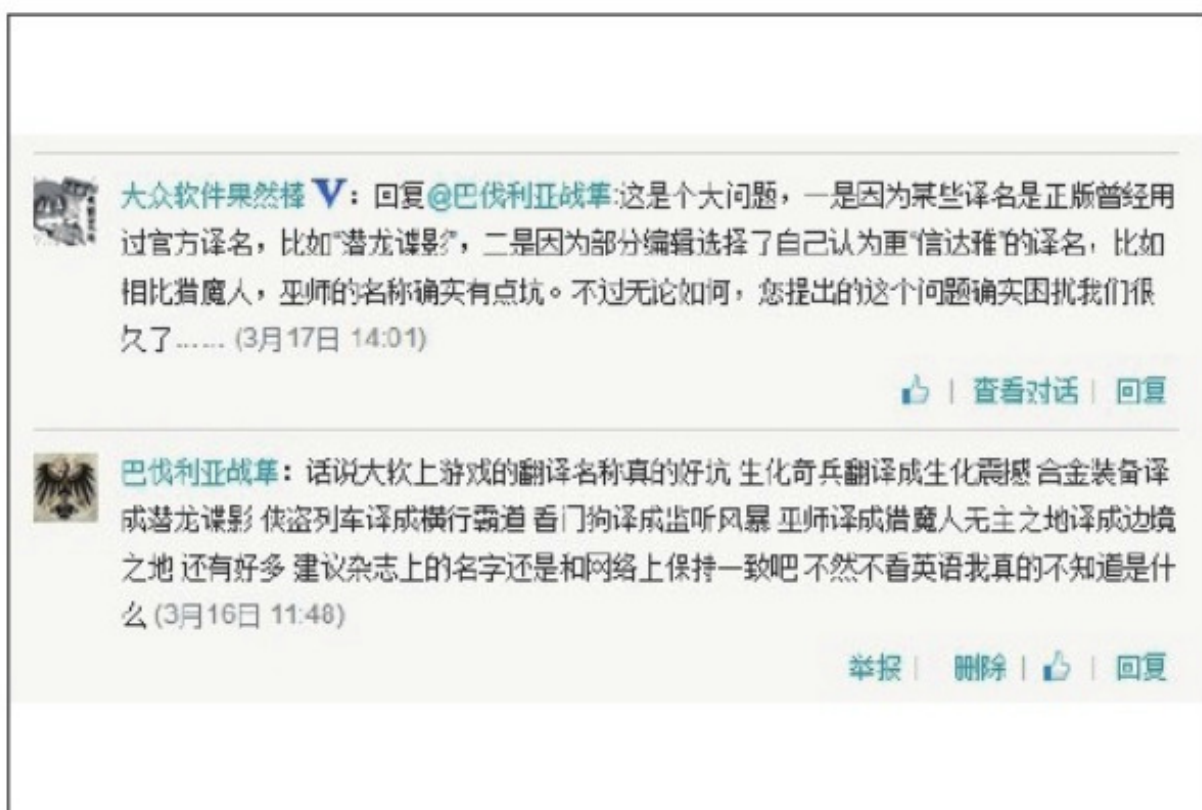 大众软件果然棒 V：回复@巴伐利亚战隼:这是个大问题，一是因为某些译名是正版曾经用
过官方译名，比如“潜龙谍影”，二是因为部分编辑选择了自己认为更“信达雅”的译名，比如
相比猎魔人，巫师的名称确实有点坑。不过无论如何，您提出的这个问题确实困扰我们很
久了...... (3月17日 14:01)
| 查看对话 | 回复
巴伐利亚战隼：话说大软上游戏的翻译名称真的好坑 生化奇兵翻译成生化震撼 合金装备译
成潜龙谍影 侠盗列车译成横行霸道 看门狗译成监听风暴 巫师译成猎魔人无主之地译成边境
之地 还有好多 建议杂志上的名字还是和网络上保持一致吧 不然不看英语我真的不知道是什
么 (3月16日 11:48)
举报 | 删除 | | 回复